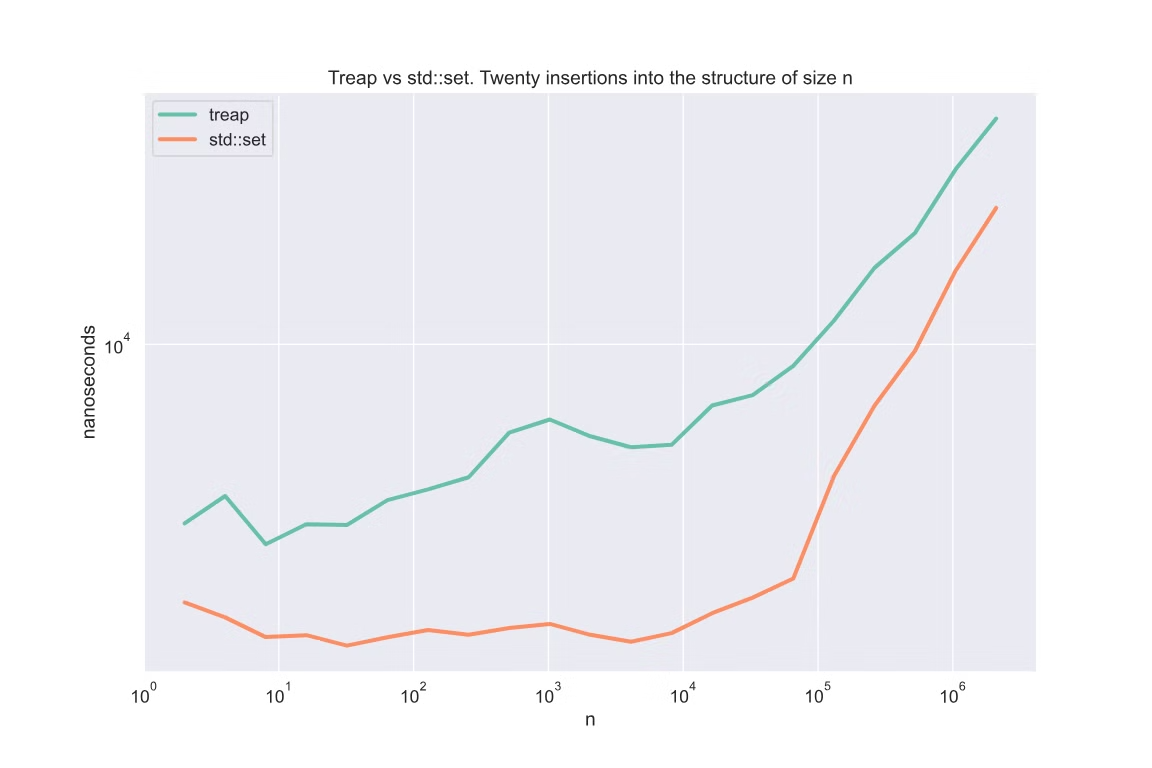 Treap vs std::set. Twenty insertions into the structure of size n
treap
std::set
nanoseconds
10^4
10^0 10^1 10^2 10^3 10^4 10^5 10^6
n